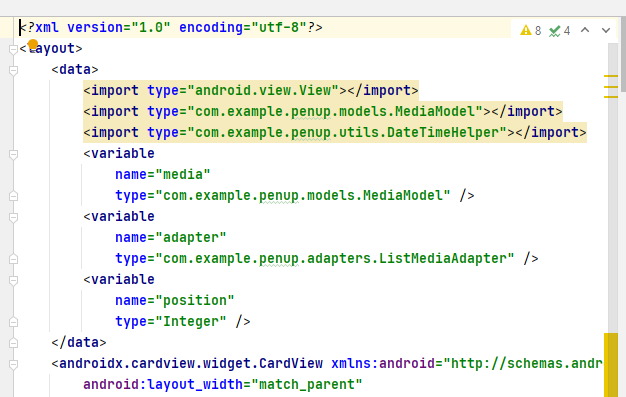 <?xml version="1.0" encoding="utf-8"?>
8 4
<layout>
<data>
<import type="android.view.View"></import>
<import type="com.example.penup.models.MediaModel"></import>
<import type="com.example.penup.utils.DateTimeHelper"></import>
<variable
name="media"
type="com.example.penup.models.MediaModel" />
<variable
name="adapter"
type="com.example.penup.adapters.ListMediaAdapter" />
<variable
name="position"
type="Integer" />
</data>
<androidx.cardview.widget.CardView xmlns:android="http://schemas.andr
android:layout_width="match_parent"